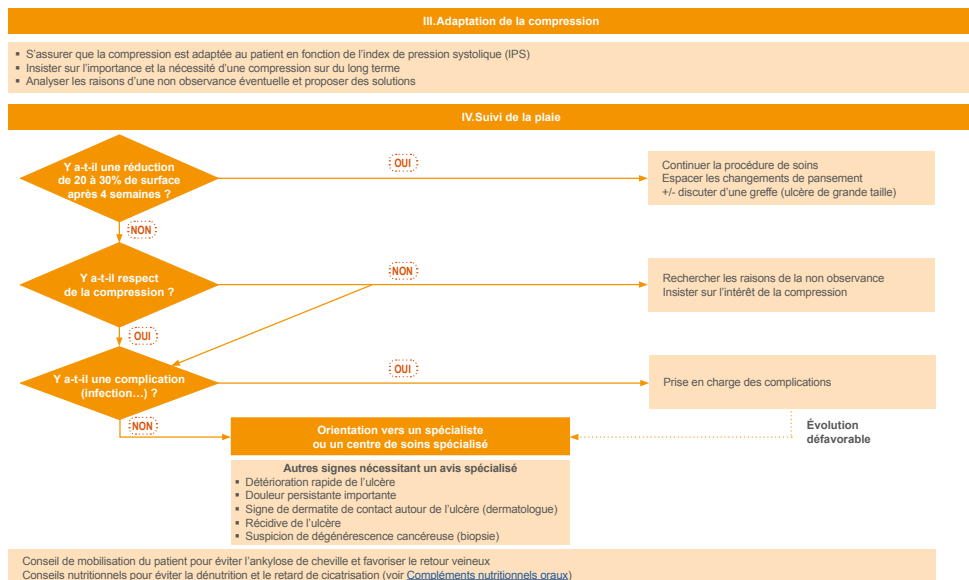 III.Adaptation de la compression
▪ S'assurer que la compression est adaptée au patient en fonction de l'index de pression systolique (IPS)
▪ Insister sur l'importance et la nécessité d'une compression sur du long terme
▪ Analyser les raisons d'une non observance éventuelle et proposer des solutions
IV.Suivi de la plaie
Y a-t-il une réduction
de 20 à 30% de surface
après 4 semaines ?
OUI
Continuer la procédure de soins
Espacer les changements de pansement
+/- discuter d'une greffe (ulcère de grande taille)
NON
Y a-t-il respect
de la compression ?
NON
Rechercher les raisons de la non observance
Insister sur l'intérêt de la compression
OUI
Y a-t-il une complication
(infection…) ?
OUI
Prise en charge des complications
NON
Orientation vers un spécialiste
ou un centre de soins spécialisé
Évolution
défavorable
Autres signes nécessitant un avis spécialisé
▪ Détérioration rapide de l'ulcère
▪ Douleur persistante importante
▪ Signe de dermatite de contact autour de l'ulcère (dermatologue)
▪ Récidive de l'ulcère
▪ Suspicion de dégénérescence cancéreuse (biopsie)
Conseil de mobilisation du patient pour éviter l'ankylose de cheville et favoriser le retour veineux
Conseils nutritionnels pour éviter la dénutrition et le retard de cicatrisation (voir Compléments nutritionnels oraux)